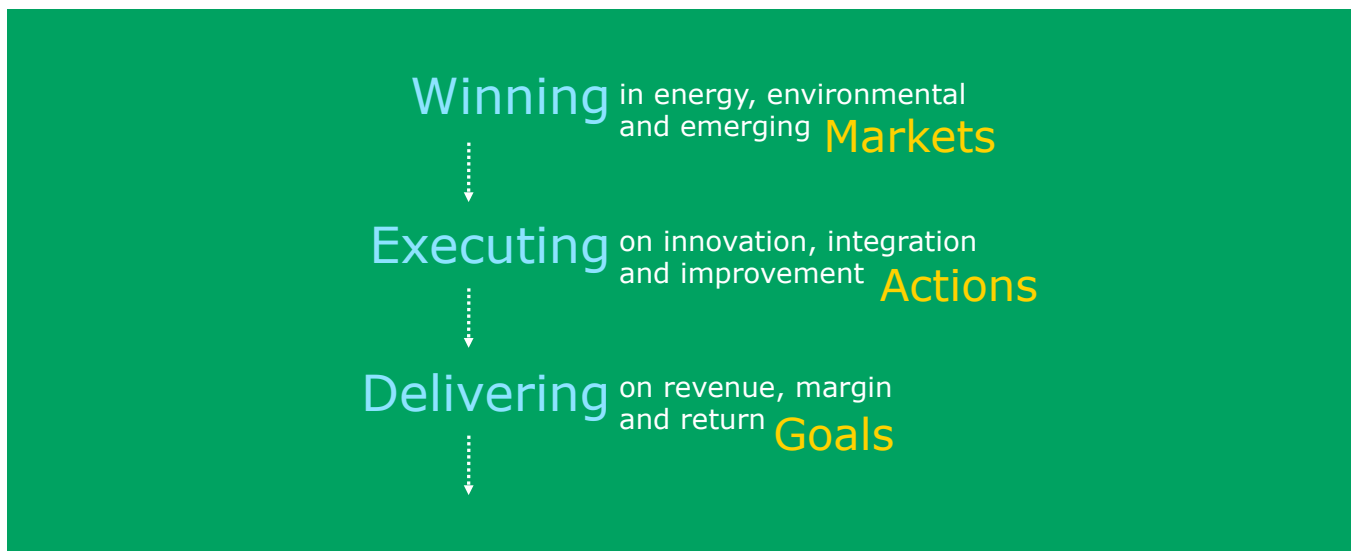 Winning in energy, environmental
and emerging Markets
Executing on innovation, integration
and improvement Actions
Delivering on revenue, margin
and return Goals